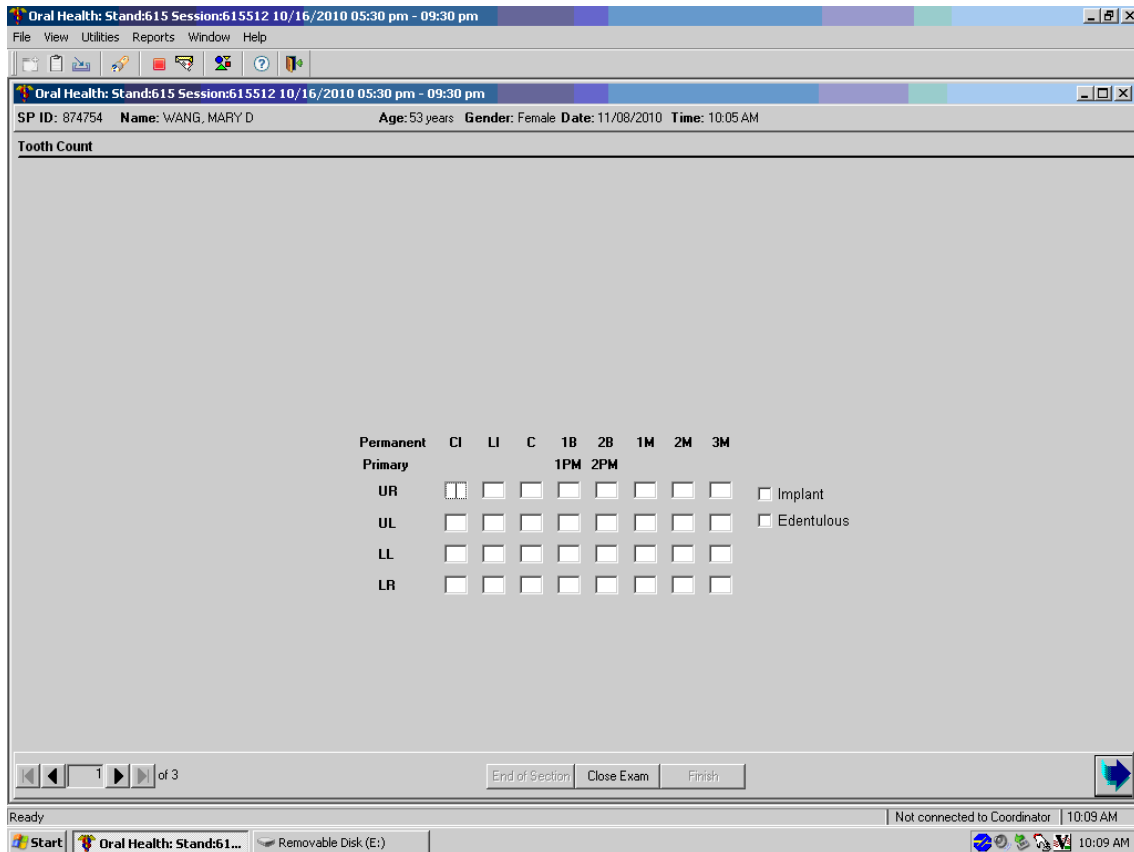 Oral Health: Stand:615 Session:615512 10/16/2010 05:30 pm - 09:30 pm
File View Utilities Reports Window Help
Oral Health: Stand:615 Session:615512 10/16/2010 05:30 pm - 09:30 pm
SP ID: 874754 Name: WANG, MARY D Age: 53 years Gender: Female Date: 11/08/2010 Time: 10:05 AM
Tooth Count
Permanent CI LI C 1B 2B 1M 2M 3M
Primary 1PM 2PM
UR Implant
UL Edentulous
LL
LR
1 of 3 End of Section Close Exam Finish
Ready Not connected to Coordinator 10:09 AM
Start Oral Health: Stand:61... Removable Disk (E:) 10:09 AM